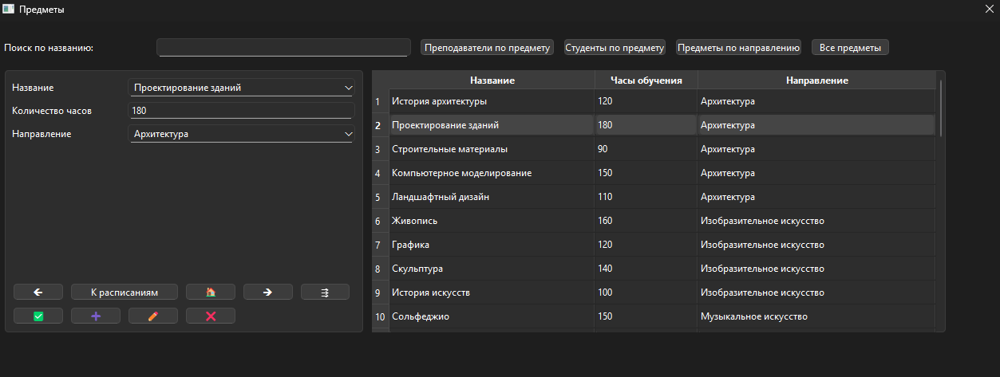 Предметы
Поиск по названию:
Преподаватели по предмету
Студенты по предмету
Предметы по направлению
Все предметы
Название Проектирование зданий
Количество часов 180
Направление Архитектура
К расписаниям
Название Часы обучения Направление
1 История архитектуры 120 Архитектура
2 Проектирование зданий 180 Архитектура
3 Строительные материалы 90 Архитектура
4 Компьютерное моделирование 150 Архитектура
5 Ландшафтный дизайн 110 Архитектура
6 Живопись 160 Изобразительное искусство
7 Графика 120 Изобразительное искусство
8 Скульптура 140 Изобразительное искусство
9 История искусств 100 Изобразительное искусство
10 Сольфеджио 150 Музыкальное искусство